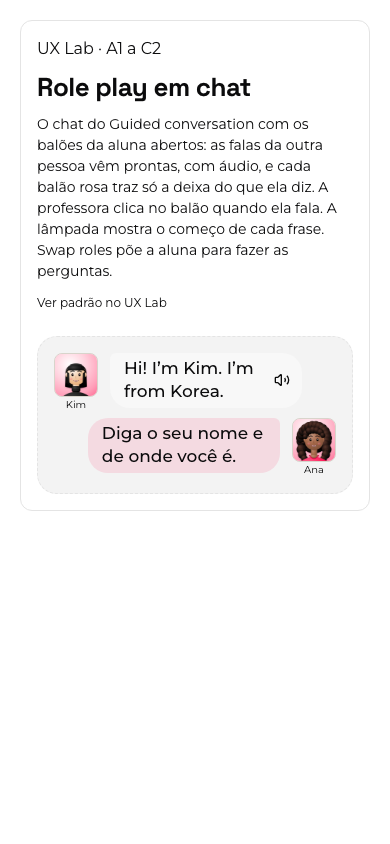 UX Lab · A1 a C2
Role play em chat
O chat do Guided conversation com os
balões da aluna abertos: as falas da outra
pessoa vêm prontas, com áudio, e cada
balão rosa traz só a deixa do que ela diz. A
professora clica no balão quando ela fala. A
lâmpada mostra o começo de cada frase.
Swap roles põe a aluna para fazer as
perguntas.
Ver padrão no UX Lab
Hi! I’m Kim. I’m
from Korea.
Kim
Diga o seu nome e
de onde você é.
Ana